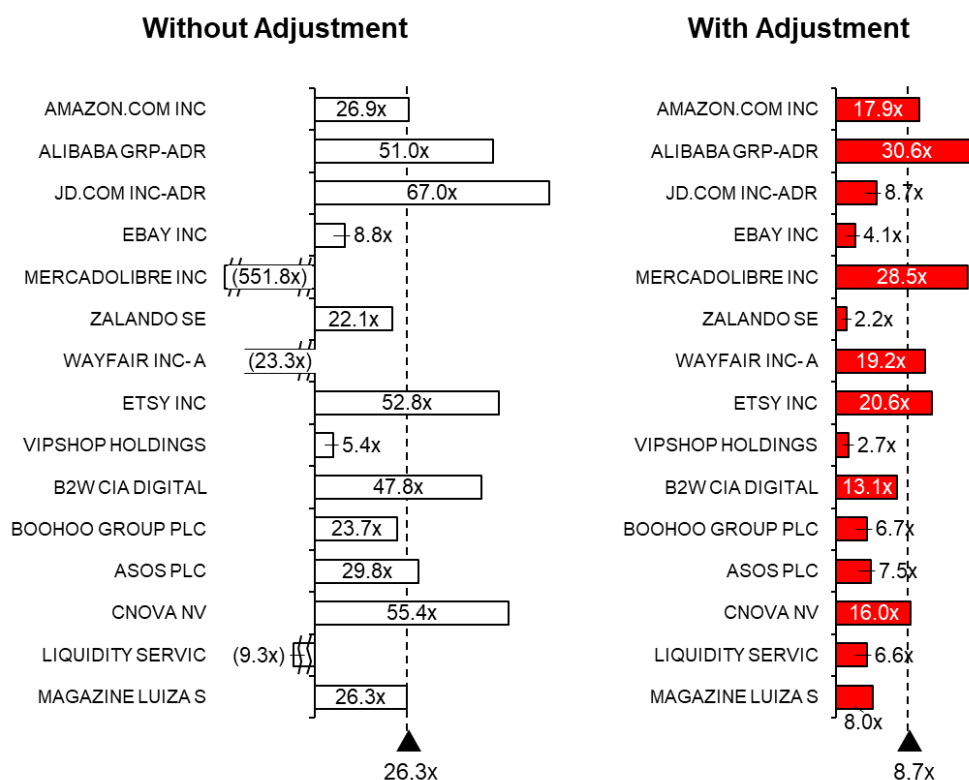 Without Adjustment
AMAZON.COM INC 26.9x
ALIBABA GRP-ADR 51.0x
JD.COM INC-ADR 67.0x
EBAY INC 8.8x
MERCADOLIBRE INC (551.8x)
ZALANDO SE 22.1x
WAYFAIR INC- A (23.3x)
ETSY INC 52.8x
VIPSHOP HOLDINGS 5.4x
B2W CIA DIGITAL 47.8x
BOOHOO GROUP PLC 23.7x
ASOS PLC 29.8x
CNOVA NV 55.4x
LIQUIDITY SERVIC (9.3x)
MAGAZINE LUIZA S 26.3x
26.3x
With Adjustment
AMAZON.COM INC 17.9x
ALIBABA GRP-ADR 30.6x
JD.COM INC-ADR 8.7x
EBAY INC 4.1x
MERCADOLIBRE INC 28.5x
ZALANDO SE 2.2x
WAYFAIR INC- A 19.2x
ETSY INC 20.6x
VIPSHOP HOLDINGS 2.7x
B2W CIA DIGITAL 13.1x
BOOHOO GROUP PLC 6.7x
ASOS PLC 7.5x
CNOVA NV 16.0x
LIQUIDITY SERVIC 6.6x
MAGAZINE LUIZA S 8.0x
8.7x